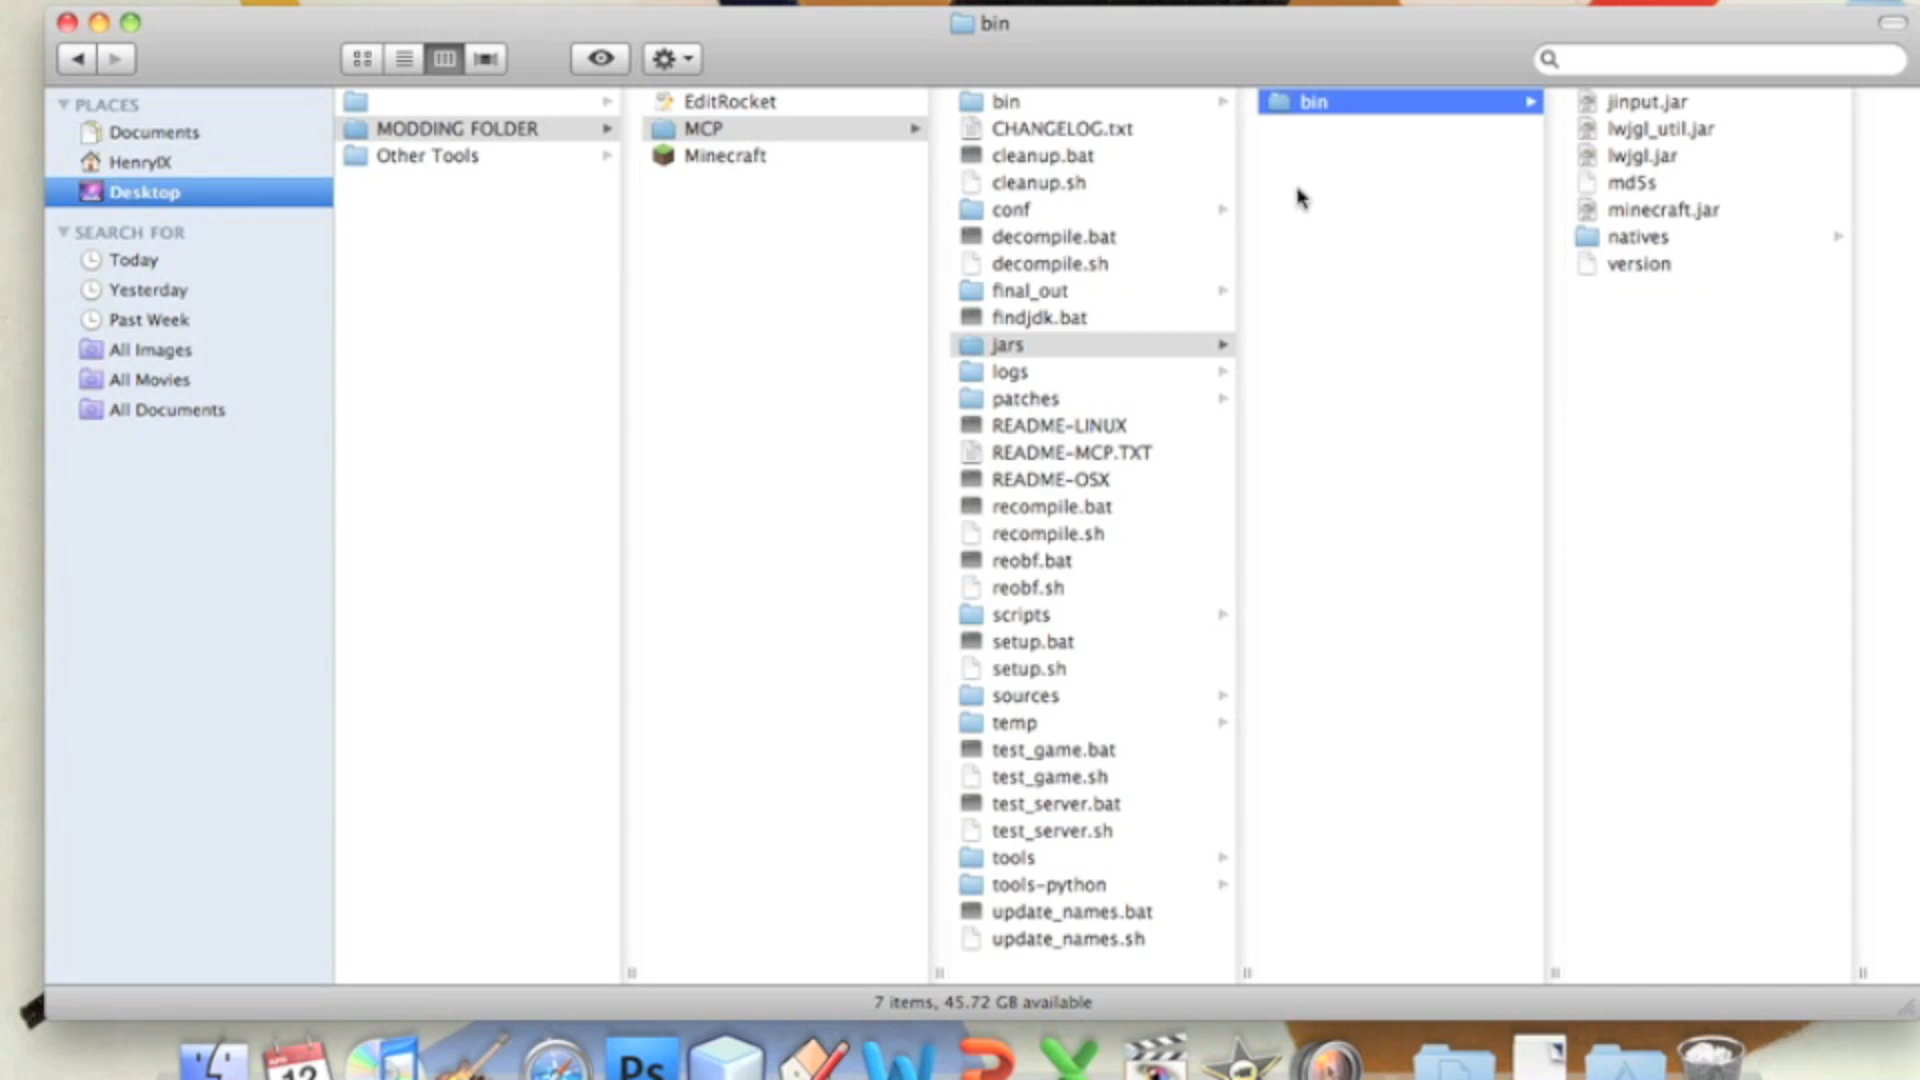 bin
PLACES
Documents
HenryIX
Desktop
SEARCH FOR
Today
Yesterday
Past Week
All Images
All Movies
All Documents
MODDING FOLDER
Other Tools
EditRocket
MCP
Minecraft
bin
CHANGELOG.txt
cleanup.bat
cleanup.sh
conf
decompile.bat
decompile.sh
final_out
findjdk.bat
jars
logs
patches
README-LINUX
README-MCP.TXT
README-OSX
recompile.bat
recompile.sh
reobf.bat
reobf.sh
scripts
setup.bat
setup.sh
sources
temp
test_game.bat
test_game.sh
test_server.bat
test_server.sh
tools
tools-python
update_names.bat
update_names.sh
bin
jinput.jar
lwjgl_util.jar
lwjgl.jar
md5s
minecraft.jar
natives
version
7 items, 45.72 GB available
12
Ps